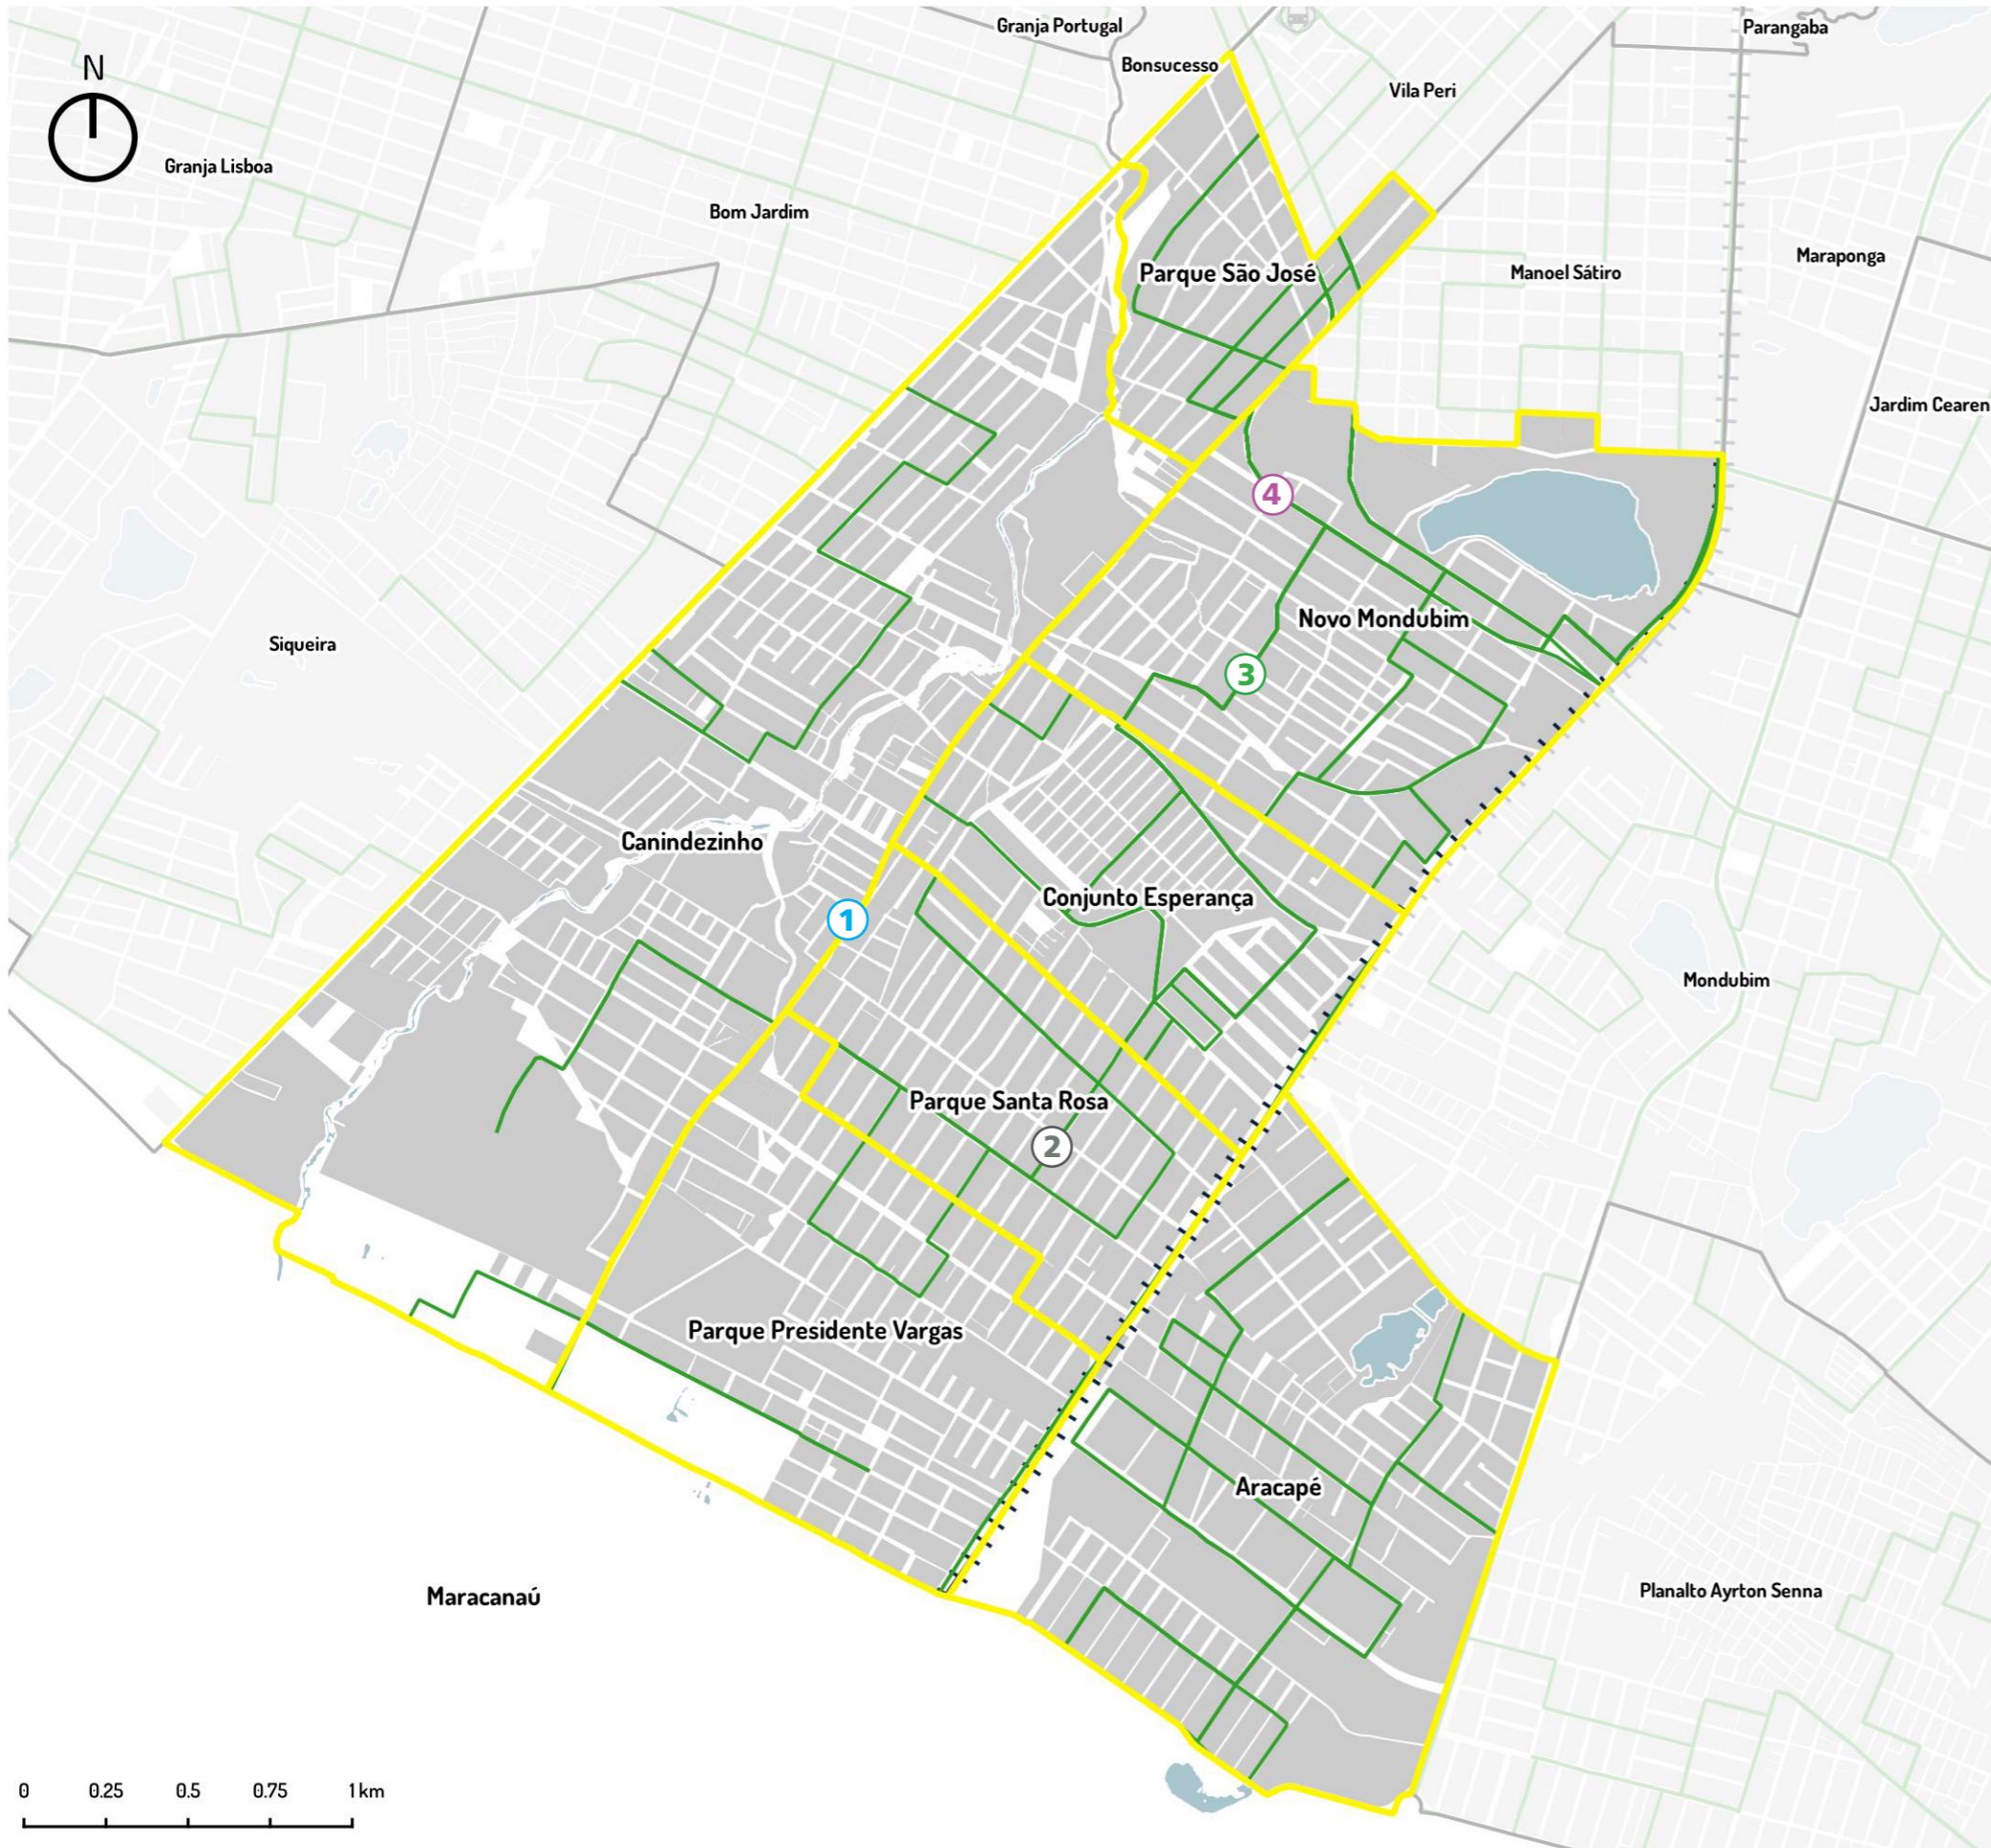 Granja Portugal
Parangaba
Bonsucesso
N
Vila Peri
Granja Lisboa
Bom Jardim
Maraponga
Parque São José
Manoel Sátiro
Jardim Cearen
4
Siqueira
Novo Mondubim
3
Canindezinho
Conjunto Esperança
1
Mondubim
Parque Santa Rosa
2
Parque Presidente Vargas
Aracapé
Planalto Ayrton Senna
Maracanaú
0 0.25 0.5 0.75 1 km